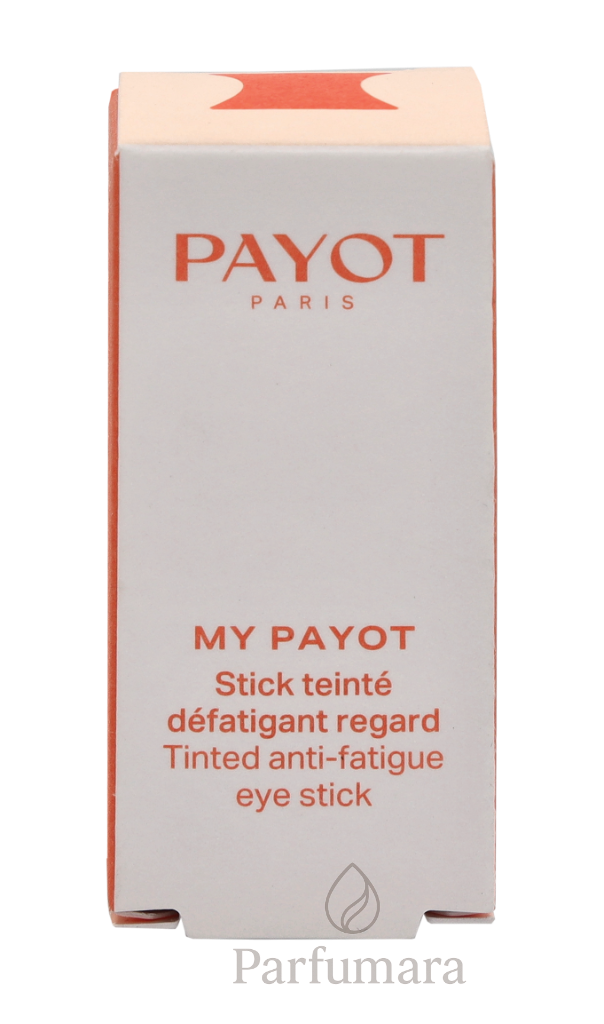 PAYOT
PARIS
MY PAYOT
Stick teinté
défatigant regard
Tinted anti-fatigue
eye stick
Parfumara